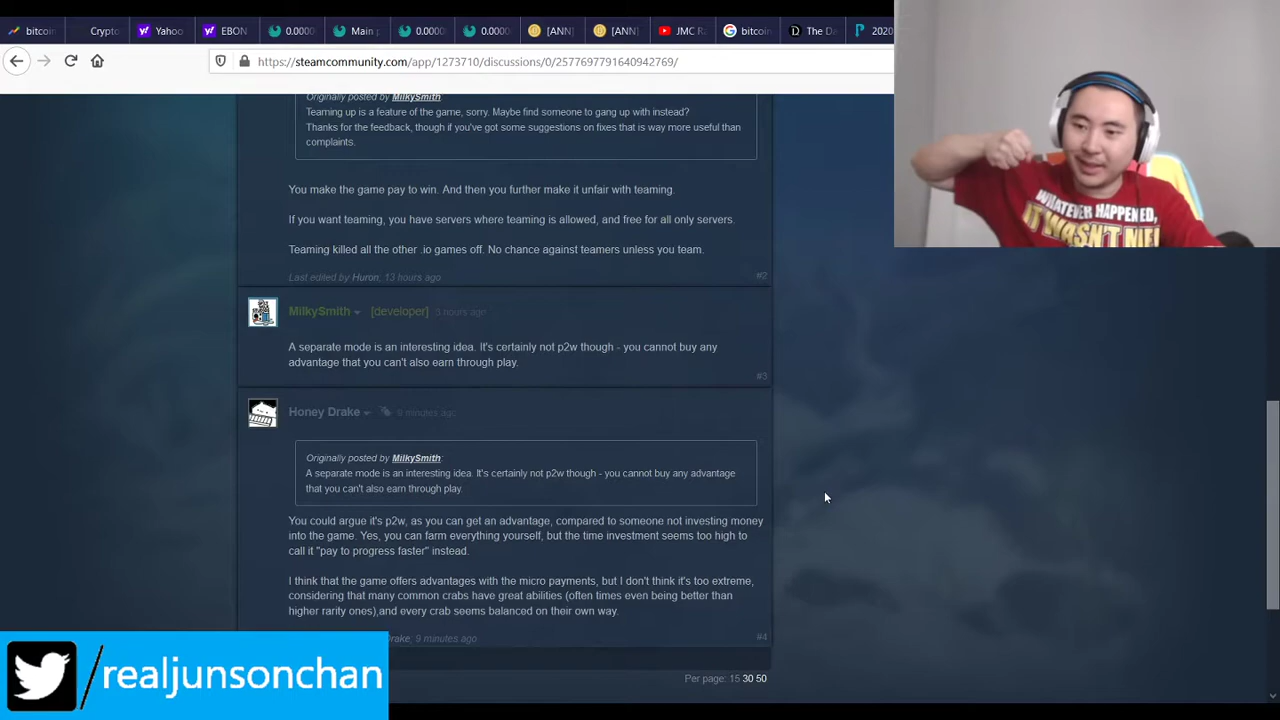 bitcoin
Crypto
Yahoo
EBON
0.0000
Main p
0.0000
0.0000
[ANN]
[ANN]
JMC Ra
bitcoin
The Da
2020
https://steamcommunity.com/app/1273710/discussions/0/2577697791640942769/
Originally posted by MilkySmith:
Teaming up is a feature of the game, sorry. Maybe find someone to gang up with instead?
Thanks for the feedback, though if you've got some suggestions on fixes that is way more useful than
complaints.
You make the game pay to win. And then you further make it unfair with teaming.
If you want teaming, you have servers where teaming is allowed, and free for all only servers.
Teaming killed all the other .io games off. No chance against teamers unless you team.
Last edited by Huron; 13 hours ago
#2
MilkySmith [developer] 3 hours ago
A separate mode is an interesting idea. It's certainly not p2w though - you cannot buy any
advantage that you can't also earn through play.
#3
Honey Drake 9 minutes ago
Originally posted by MilkySmith:
A separate mode is an interesting idea. It's certainly not p2w though - you cannot buy any advantage
that you can't also earn through play.
You could argue it's p2w, as you can get an advantage, compared to someone not investing money
into the game. Yes, you can farm everything yourself, but the time investment seems too high to
call it "pay to progress faster" instead.
I think that the game offers advantages with the micro payments, but I don't think it's too extreme,
considering that many common crabs have great abilities (often times even being better than
higher rarity ones),and every crab seems balanced on their own way.
rake; 9 minutes ago
#4
Per page: 15 30 50
WHATEVER HAPPENED,
IT WASN'T ME!
/realjunsonchan